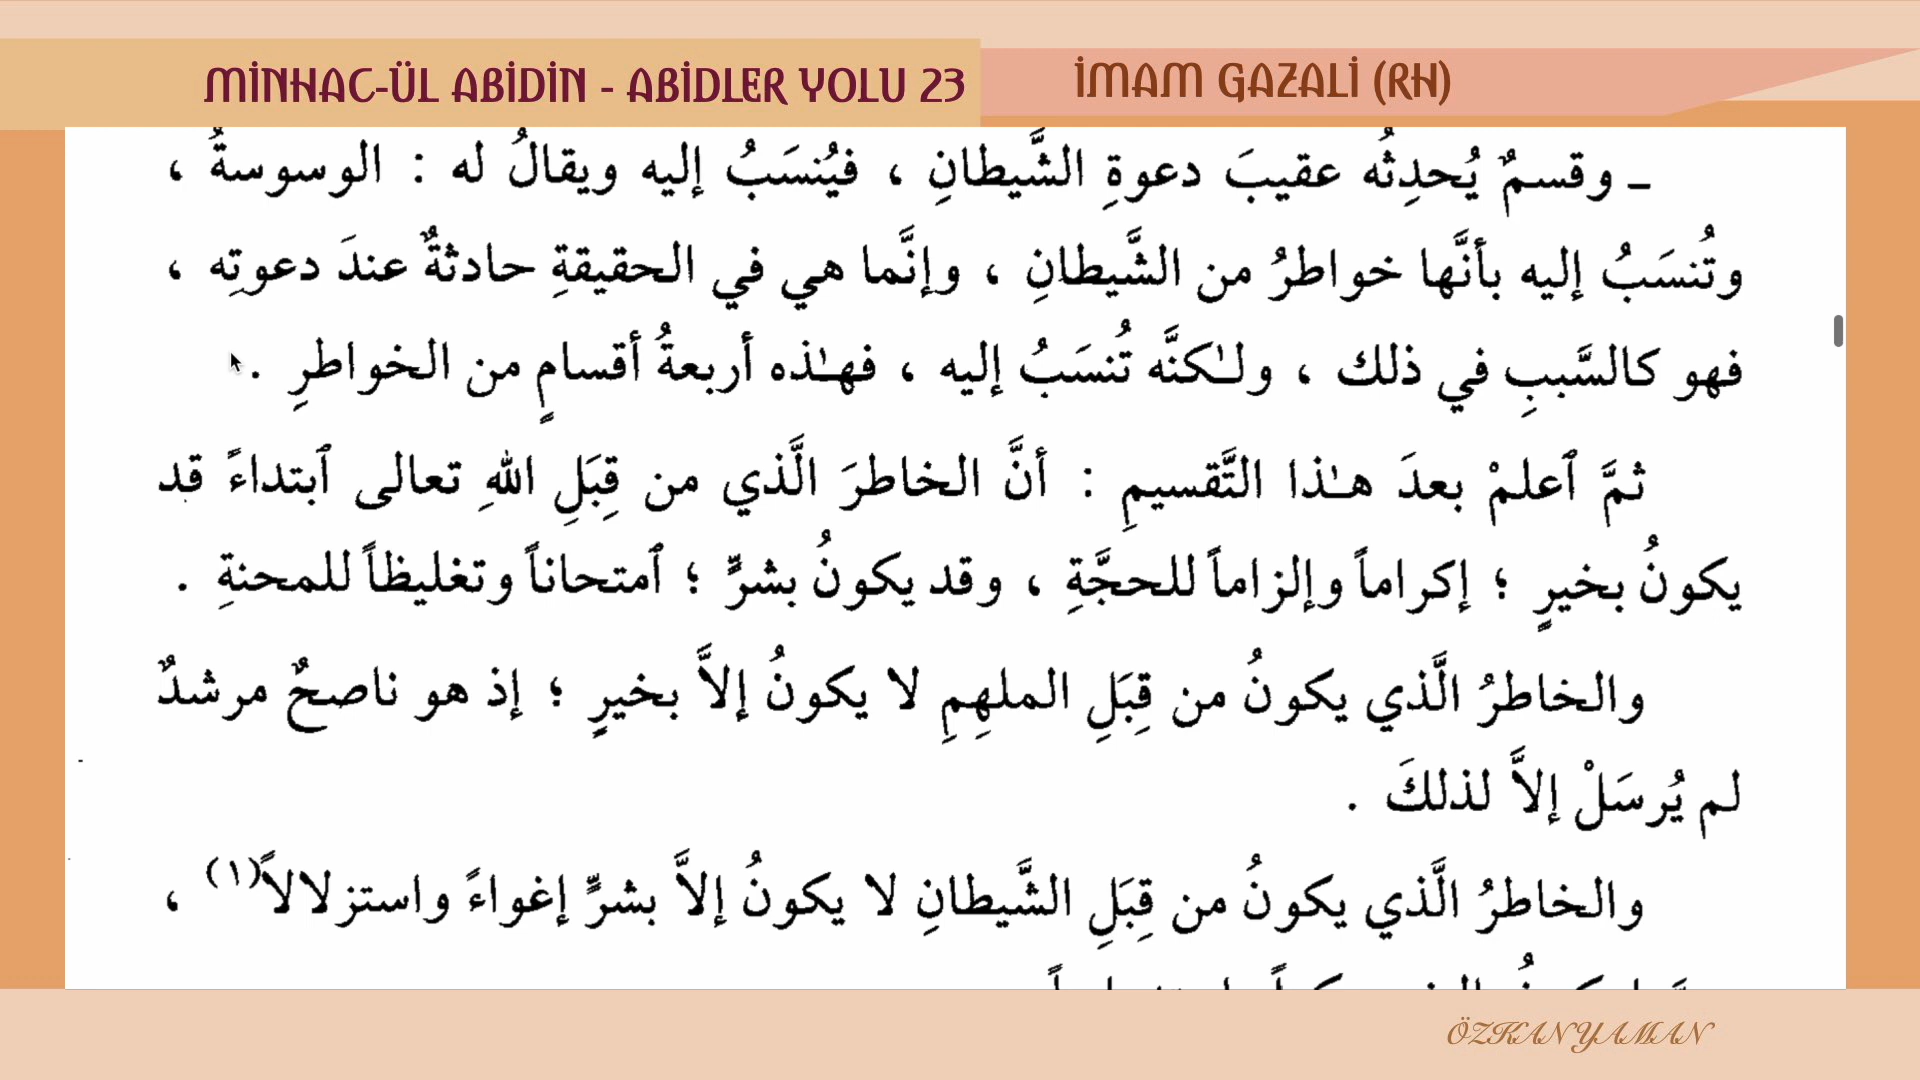 MİNHAC-ÜL ABİDİN - ABİDLER YOLU 23
İMAM GAZALİ (RH)
ـ وقسمٌ يُحدِثُه عقيبَ دعوةِ الشَّيطانِ ، فيُنسَبُ إليه ويقالُ له : الوسوسةُ ،
وتُنسَبُ إليه بأنَّها خواطرُ من الشَّيطانِ ، وإنَّما هي في الحقيقةِ حادثةٌ عندَ دعوتِه ،
فهو كالسَّببِ في ذلك ، ولـٰكنَّه تُنسَبُ إليه ، فهـٰذه أربعةُ أقسامٍ من الخواطرِ .
ثمَّ ٱعلمْ بعدَ هـٰذا التَّقسيمِ : أنَّ الخاطرَ الَّذي من قِبَلِ اللهِ تعالى ٱبتداءً قد
يكونُ بخيرٍ ؛ إكراماً وإلزاماً للحجَّةِ ، وقد يكونُ بشرٍّ ؛ ٱمتحاناً وتغليظاً للمحنةِ .
والخاطرُ الَّذي يكونُ من قِبَلِ الملهِمِ لا يكونُ إلاَّ بخيرٍ ؛ إذ هو ناصحٌ مرشدٌ
لم يُرسَلْ إلاَّ لذلكَ .
والخاطرُ الَّذي يكونُ من قِبَلِ الشَّيطانِ لا يكونُ إلاَّ بشرٍّ إغواءً واستزلالاً(١) ،
ÖZKAN YAMAN